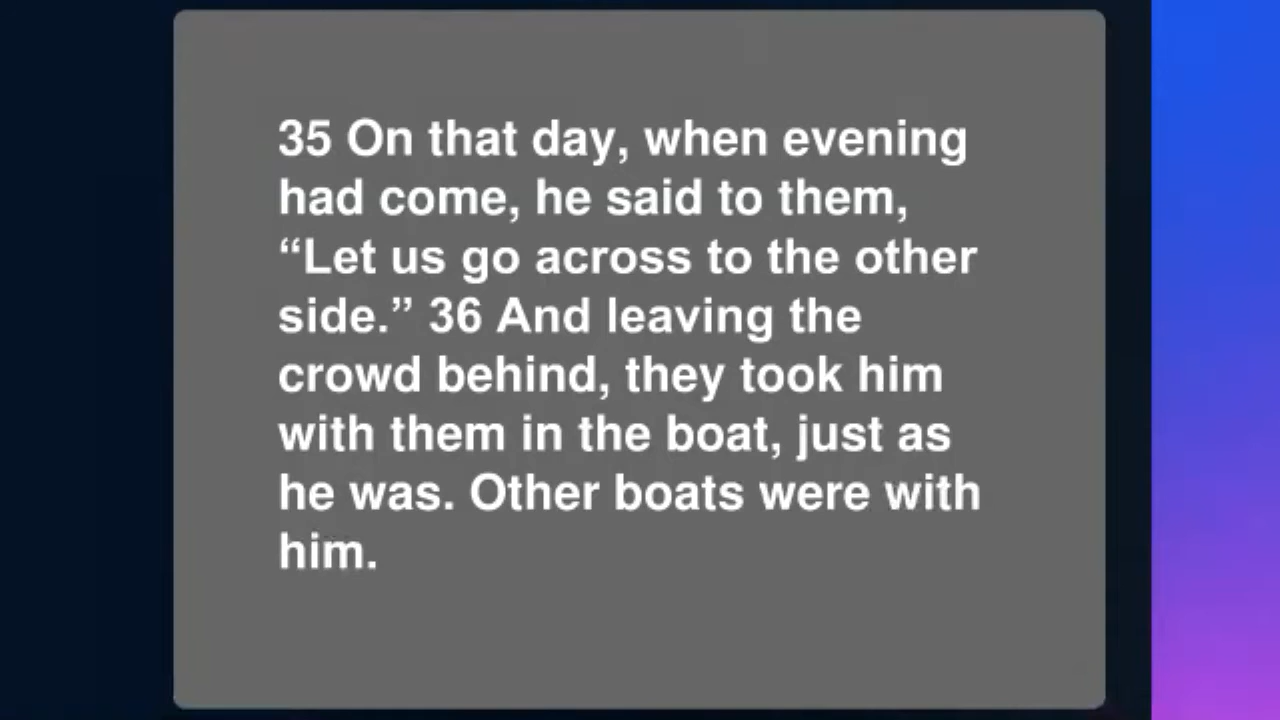 35 On that day, when evening
had come, he said to them,
“Let us go across to the other
side.” 36 And leaving the
crowd behind, they took him
with them in the boat, just as
he was. Other boats were with
him.